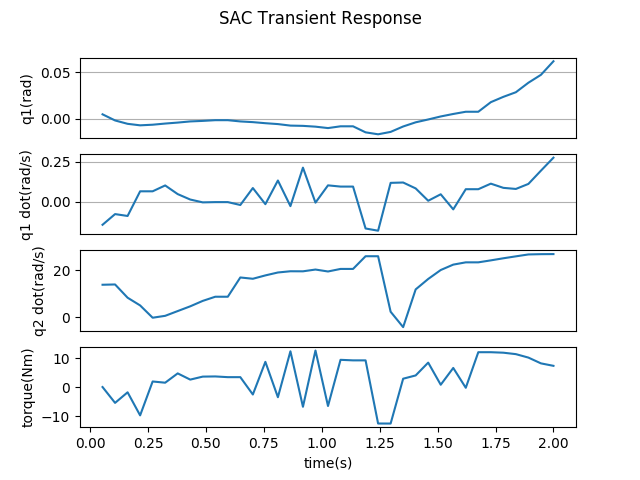 SAC Transient Response
q1(rad)
0.05
0.00
q1 dot(rad/s)
0.25
0.00
q2 dot(rad/s)
20
0
torque(Nm)
10
0
−10
0.00 0.25 0.50 0.75 1.00 1.25 1.50 1.75 2.00
time(s)